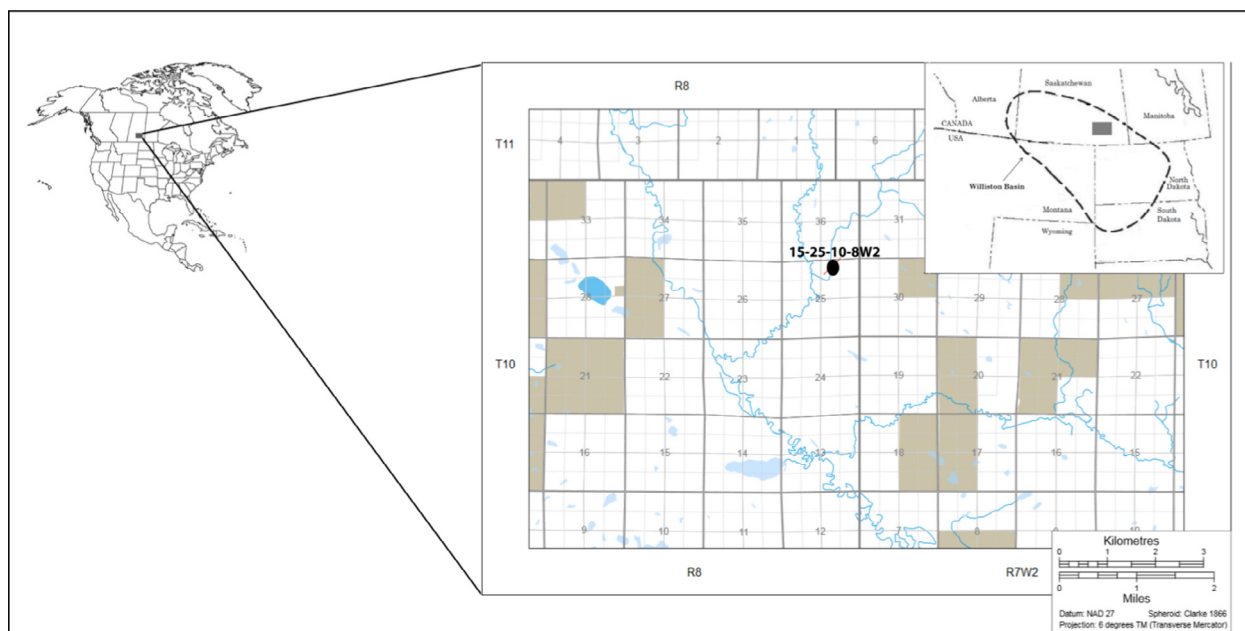 R8
T11
4
3
2
1
6
33
34
35
36
31
15-25-10-8W2
28
27
26
25
30
29
28
27
T10
T10
21
22
23
24
19
20
21
22
16
15
14
13
18
17
16
15
9
10
11
12
7
8
9
10
R8
R7W2
Saskatchewan
Alberta
Manitoba
CANADA
USA
Williston Basin
North
Dakota
Montana
South
Dakota
Wyoming
Kilometres
0 1 2 3
0 1 2
Miles
Datum: NAD 27 Spheroid: Clarke 1866
Projection: 6 degrees TM (Transverse Mercator)